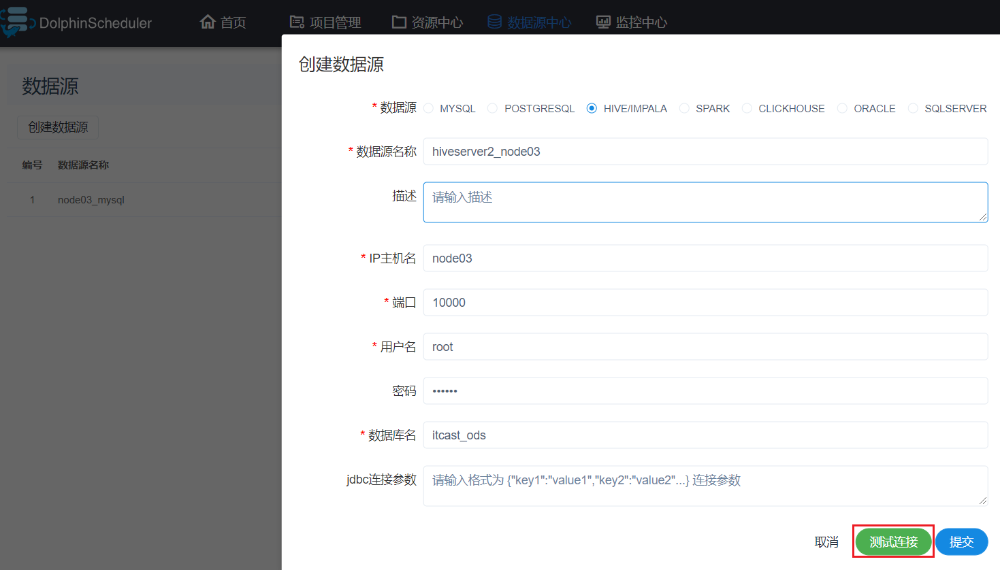 DolphinScheduler 首页 项目管理 资源中心 数据源中心 监控中心
数据源
创建数据源
编号 数据源名称
1 node03_mysql
创建数据源
* 数据源 MYSQL POSTGRESQL HIVE/IMPALA SPARK CLICKHOUSE ORACLE SQLSERVER
* 数据源名称 hiveserver2_node03
描述 请输入描述
* IP主机名 node03
* 端口 10000
* 用户名 root
密码 ••••••
* 数据库名 itcast_ods
jdbc连接参数 请输入格式为 {"key1":"value1","key2":"value2"...} 连接参数
取消 测试连接 提交